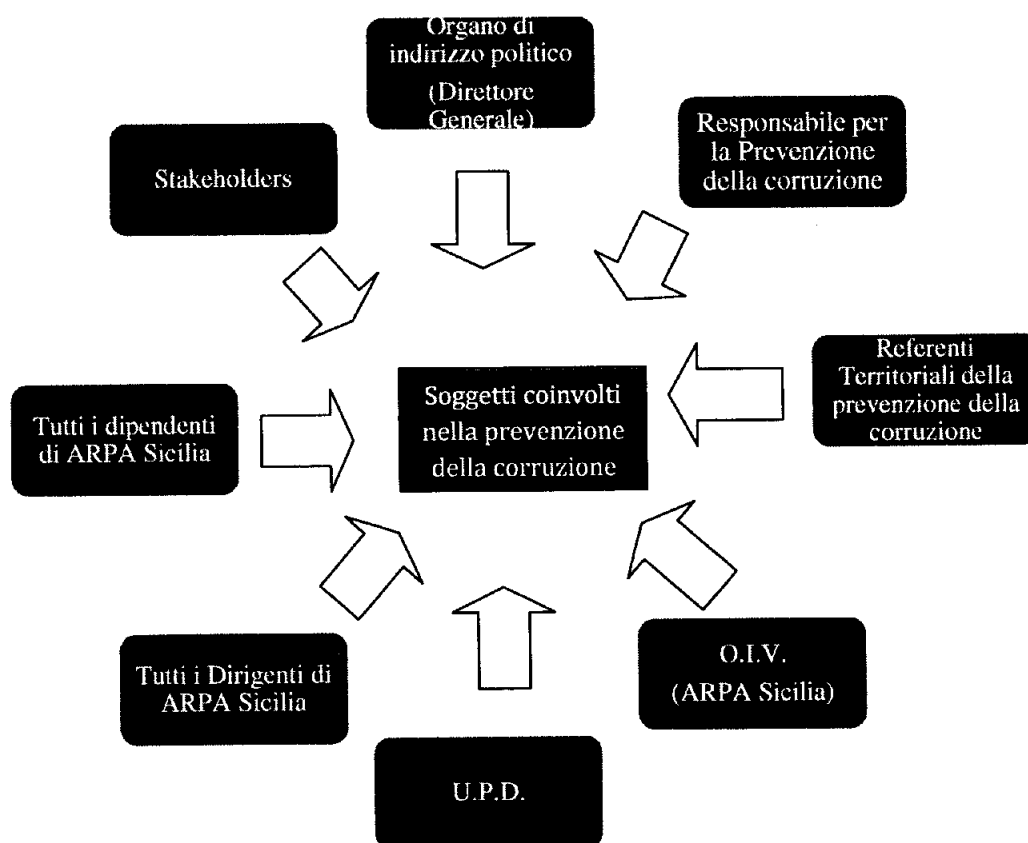 Organo di
indirizzo politico
(Direttore
Generale)
Responsabile per
la Prevenzione
della corruzione
Stakeholders
Referenti
Territoriali della
prevenzione della
corruzione
Soggetti coinvolti
nella prevenzione
della corruzione
Tutti i dipendenti
di ARPA Sicilia
O.I.V.
(ARPA Sicilia)
Tutti i Dirigenti di
ARPA Sicilia
U.P.D.